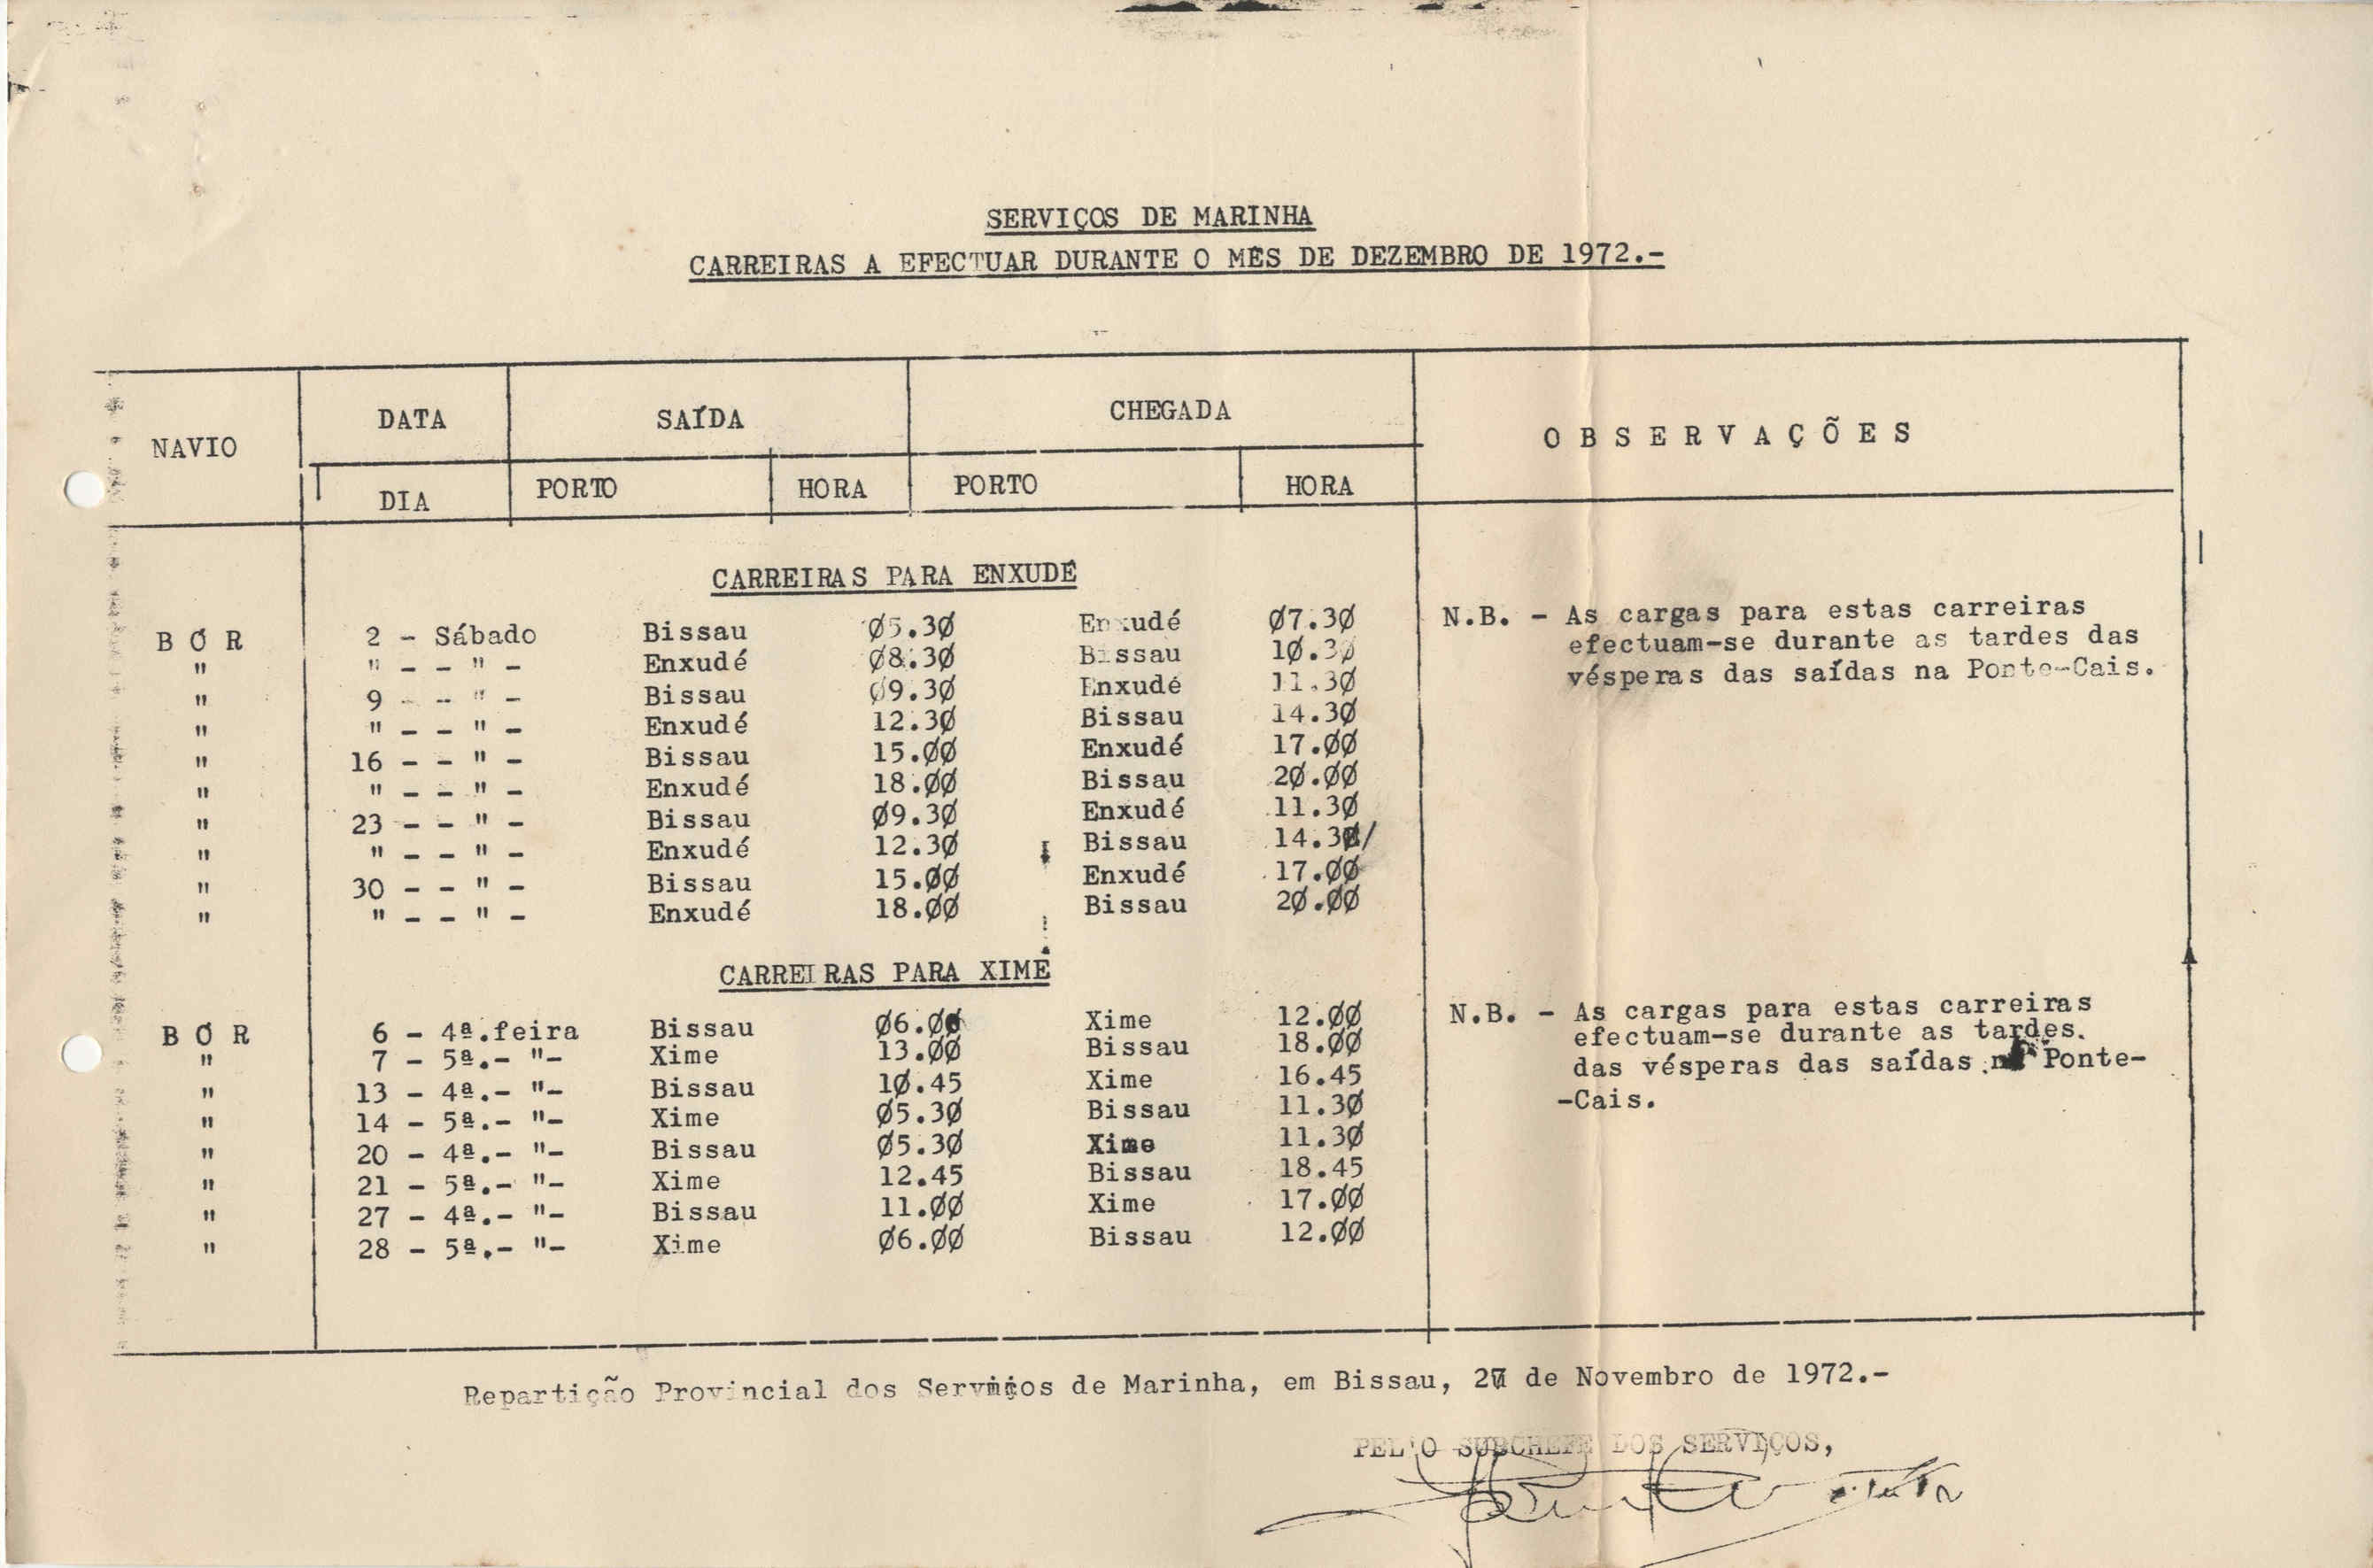 SERVIÇOS DE MARINHA
CARREIRAS A EFECTUAR DURANTE O MÊS DE DEZEMBRO DE 1972.-
NAVIO DATA SAÍDA CHEGADA O B S E R V A Ç Õ E S
DIA PORTO HORA PORTO HORA
CARREIRAS PARA ENXUDÉ
B Ó R 2 - Sábado Bissau Ø5.3Ø Enxudé Ø7.3Ø
" " - - " - Enxudé Ø8.3Ø Bissau 1Ø.3Ø
" 9 - - " - Bissau Ø9.3Ø Enxudé 11.3Ø
" " - - " - Enxudé 12.3Ø Bissau 14.3Ø
" 16 - - " - Bissau 15.ØØ Enxudé 17.ØØ
" " - - " - Enxudé 18.ØØ Bissau 2Ø.ØØ
" 23 - - " - Bissau Ø9.3Ø Enxudé 11.3Ø
" " - - " - Enxudé 12.3Ø Bissau 14.3Ø/
" 30 - - " - Bissau 15.ØØ Enxudé 17.ØØ
" " - - " - Enxudé 18.ØØ Bissau 2Ø.ØØ
N.B. - As cargas para estas carreiras
efectuam-se durante as tardes das
vésperas das saídas na Ponte-Cais.
CARREIRAS PARA XIME
B Ó R 6 - 4ª.feira Bissau Ø6.ØØ Xime 12.ØØ
" 7 - 5ª.- "- Xime 13.ØØ Bissau 18.ØØ
" 13 - 4ª.- "- Bissau 1Ø.45 Xime 16.45
" 14 - 5ª.- "- Xime Ø5.3Ø Bissau 11.3Ø
" 20 - 4ª.- "- Bissau Ø5.3Ø Xime 11.3Ø
" 21 - 5ª.- "- Xime 12.45 Bissau 18.45
" 27 - 4ª.- "- Bissau 11.ØØ Xime 17.ØØ
" 28 - 5ª.- "- Xime Ø6.ØØ Bissau 12.ØØ
N.B. - As cargas para estas carreiras
efectuam-se durante as tardes.
das vésperas das saídas na Ponte-
-Cais.
Repartição Provincial dos Serviços de Marinha, em Bissau, 27 de Novembro de 1972.-
PEL'O SUBCHEFE DOS SERVIÇOS,